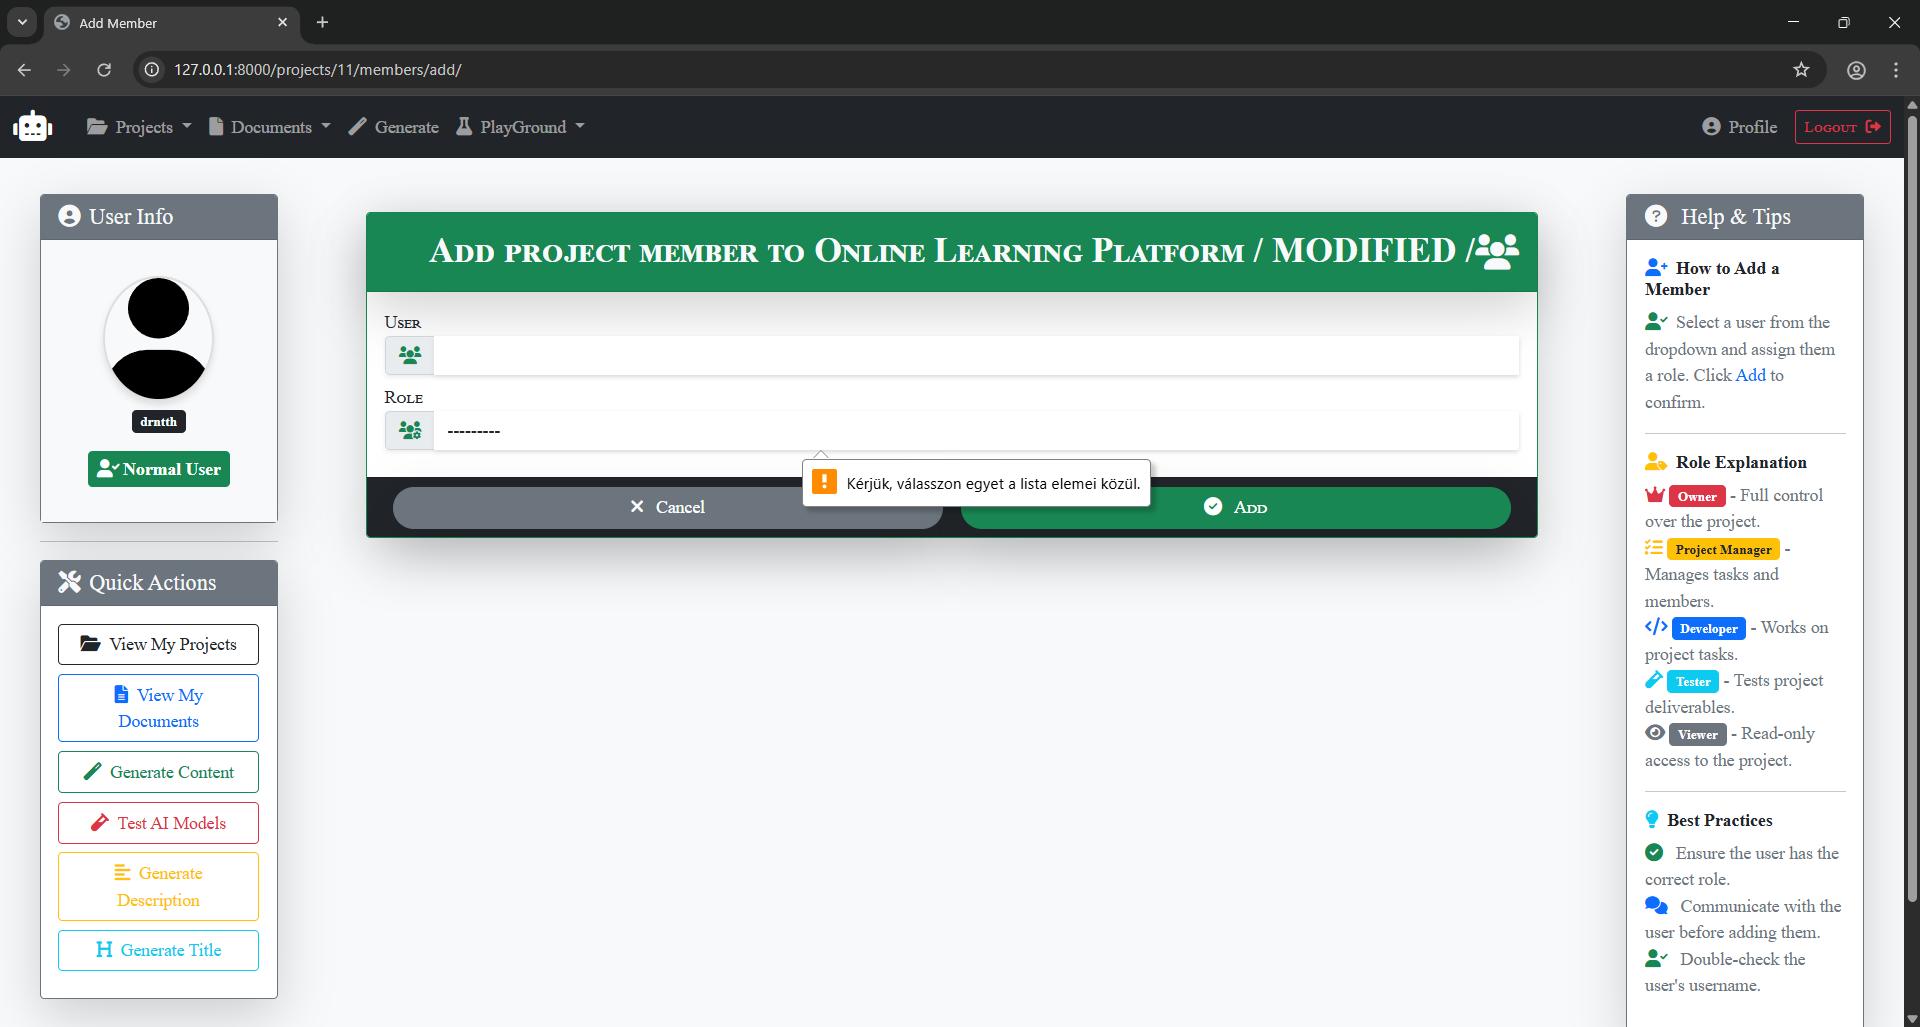 Add Member
127.0.0.1:8000/projects/11/members/add/
Projects
Documents
Generate
PlayGround
Profile
Logout
User Info
drntth
Normal User
Quick Actions
View My Projects
View My
Documents
Generate Content
Test AI Models
Generate
Description
Generate Title
Add project member to Online Learning Platform / MODIFIED /
User
Role
---------
Kérjük, válasszon egyet a lista elemei közül.
Cancel
Add
Help & Tips
How to Add a
Member
Select a user from the
dropdown and assign them
a role. Click Add to
confirm.
Role Explanation
Owner - Full control
over the project.
Project Manager -
Manages tasks and
members.
Developer - Works on
project tasks.
Tester - Tests project
deliverables.
Viewer - Read-only
access to the project.
Best Practices
Ensure the user has the
correct role.
Communicate with the
user before adding them.
Double-check the
user's username.